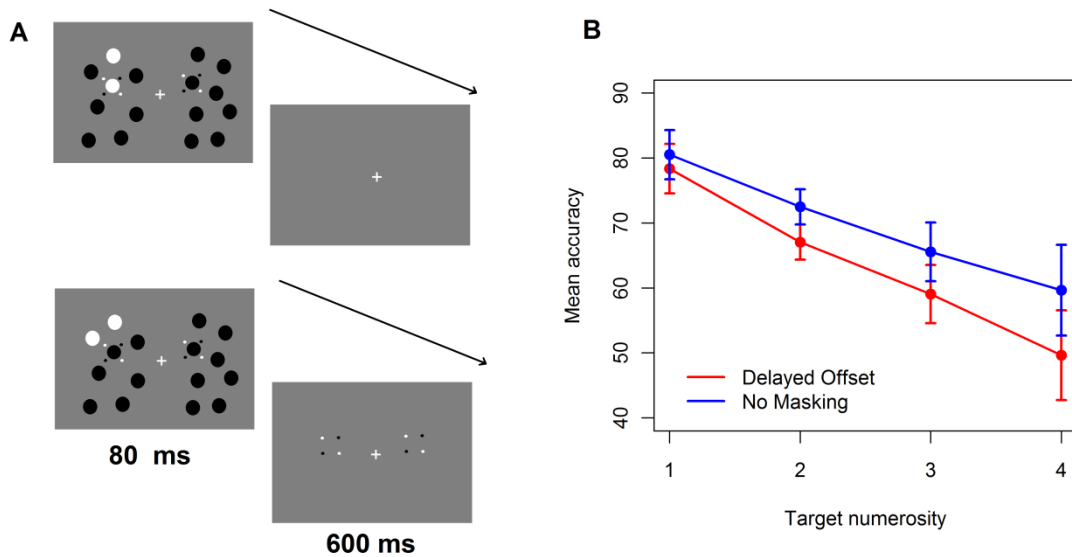 A
80 ms
600 ms
B
Mean accuracy
90
80
70
60
50
40
Delayed Offset
No Masking
1 2 3 4
Target numerosity